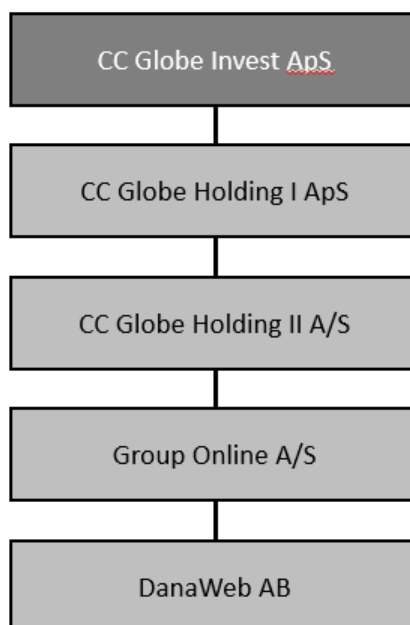 CC Globe Invest ApS
CC Globe Holding I ApS
CC Globe Holding II A/S
Group Online A/S
DanaWeb AB